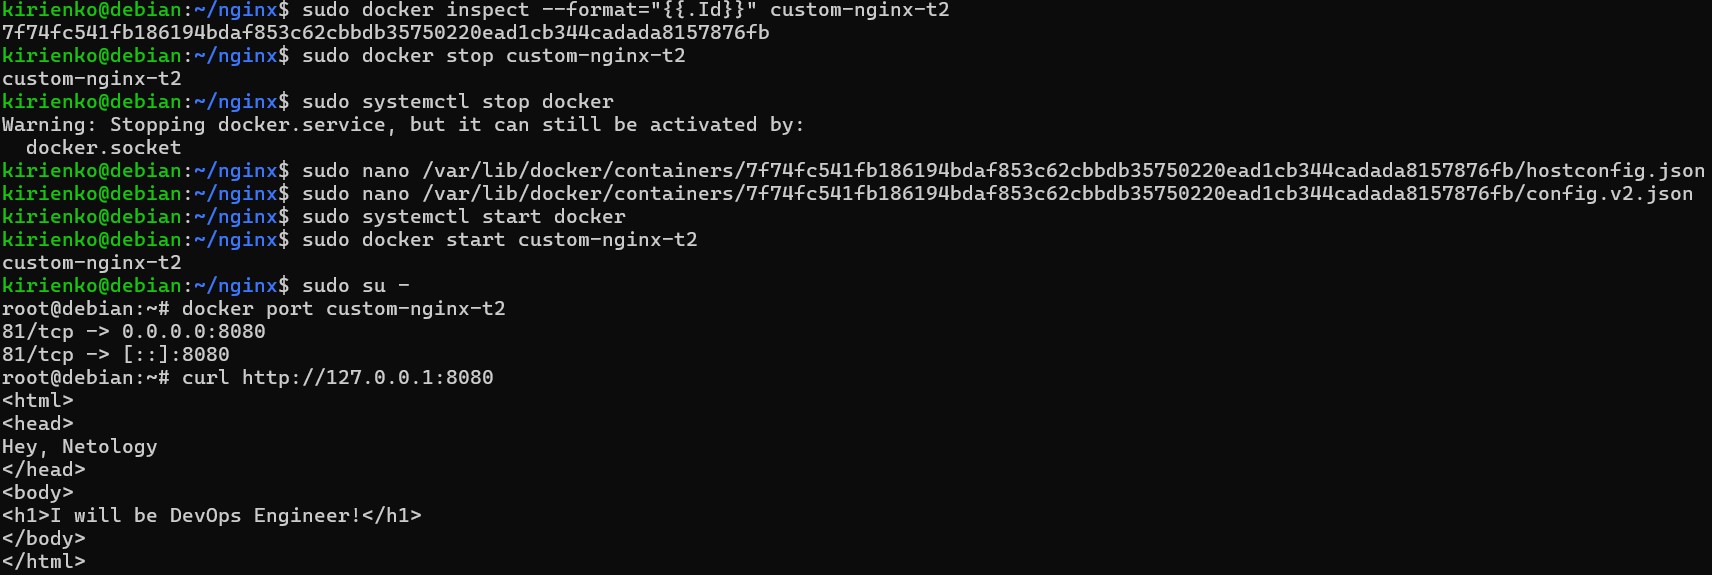 kirienko@debian:~/nginx$ sudo docker inspect --format="{{.Id}}" custom-nginx-t2
7f74fc541fb186194bdaf853c62cbbdb35750220ead1cb344cadada8157876fb
kirienko@debian:~/nginx$ sudo docker stop custom-nginx-t2
custom-nginx-t2
kirienko@debian:~/nginx$ sudo systemctl stop docker
Warning: Stopping docker.service, but it can still be activated by:
  docker.socket
kirienko@debian:~/nginx$ sudo nano /var/lib/docker/containers/7f74fc541fb186194bdaf853c62cbbdb35750220ead1cb344cadada8157876fb/hostconfig.json
kirienko@debian:~/nginx$ sudo nano /var/lib/docker/containers/7f74fc541fb186194bdaf853c62cbbdb35750220ead1cb344cadada8157876fb/config.v2.json
kirienko@debian:~/nginx$ sudo systemctl start docker
kirienko@debian:~/nginx$ sudo docker start custom-nginx-t2
custom-nginx-t2
kirienko@debian:~/nginx$ sudo su -
root@debian:~# docker port custom-nginx-t2
81/tcp -> 0.0.0.0:8080
81/tcp -> [::]:8080
root@debian:~# curl http://127.0.0.1:8080
<html>
<head>
Hey, Netology
</head>
<body>
<h1>I will be DevOps Engineer!</h1>
</body>
</html>